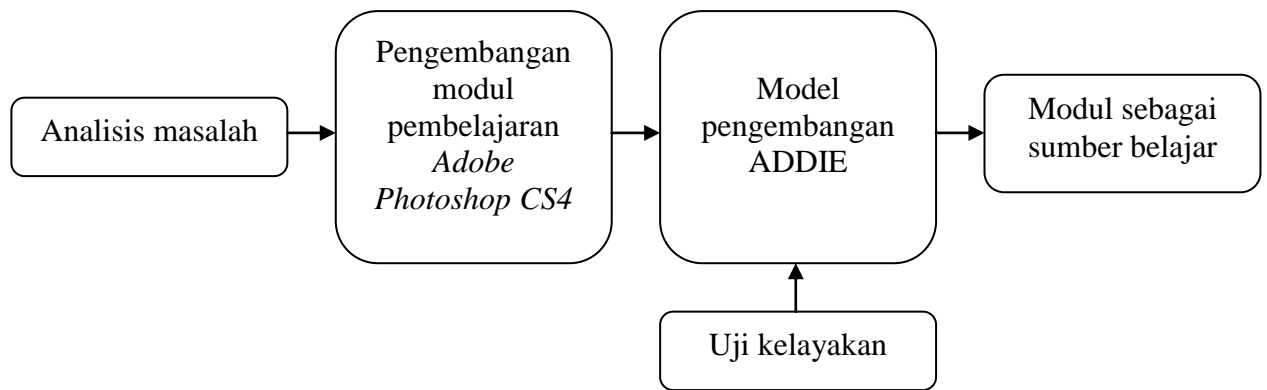 Analisis masalah
Pengembangan
modul
pembelajaran
Adobe
Photoshop CS4
Model
pengembangan
ADDIE
Modul sebagai
sumber belajar
Uji kelayakan